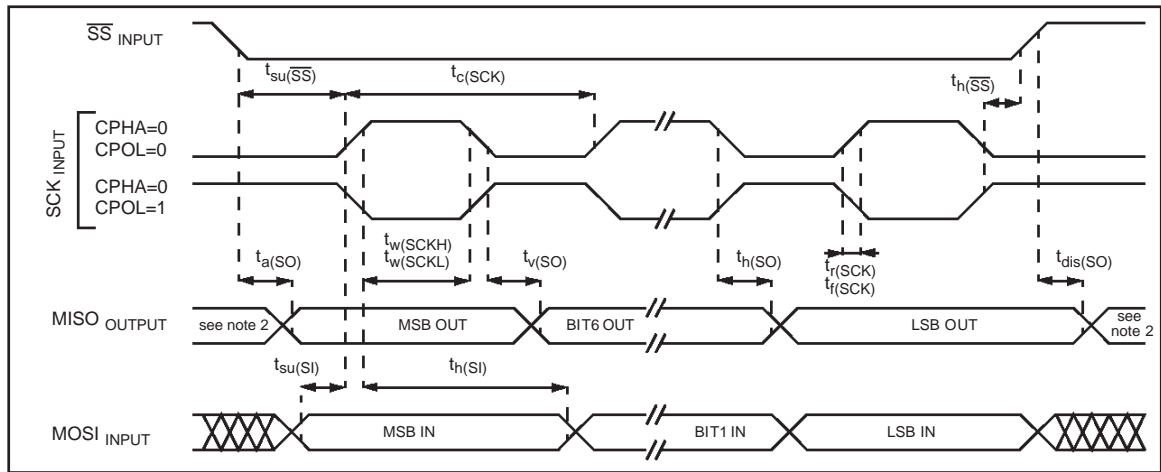 SS INPUT
tsu(SS)
tc(SCK)
th(SS)
SCK INPUT
CPHA=0
CPOL=0
CPHA=0
CPOL=1
ta(SO)
tw(SCKH)
tw(SCKL)
tv(SO)
th(SO)
tr(SCK)
tf(SCK)
tdis(SO)
MISO OUTPUT
see note 2
MSB OUT
BIT6 OUT
LSB OUT
see
note 2
tsu(SI)
th(SI)
MOSI INPUT
MSB IN
BIT1 IN
LSB IN